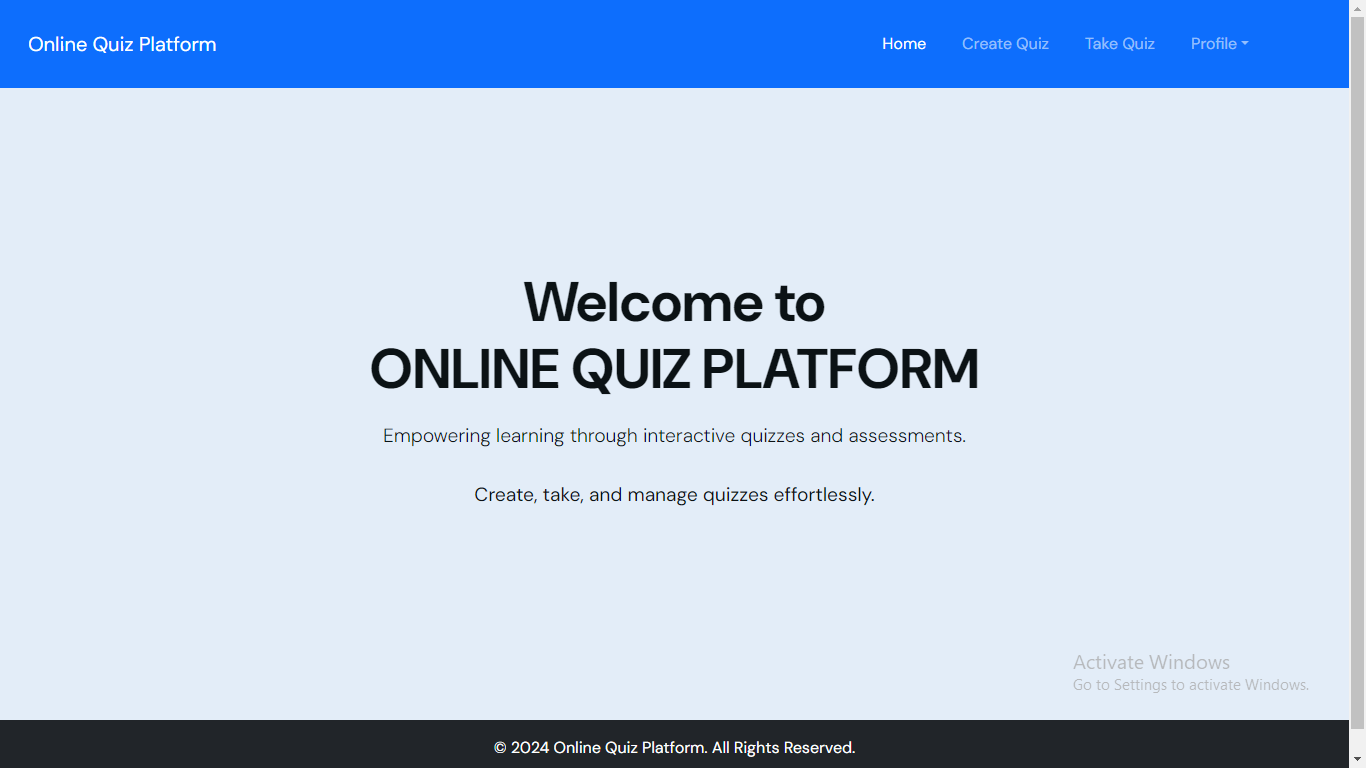 Online Quiz Platform
Home
Create Quiz
Take Quiz
Profile
Welcome to
ONLINE QUIZ PLATFORM
Empowering learning through interactive quizzes and assessments.
Create, take, and manage quizzes effortlessly.
Activate Windows
Go to Settings to activate Windows.
© 2024 Online Quiz Platform. All Rights Reserved.